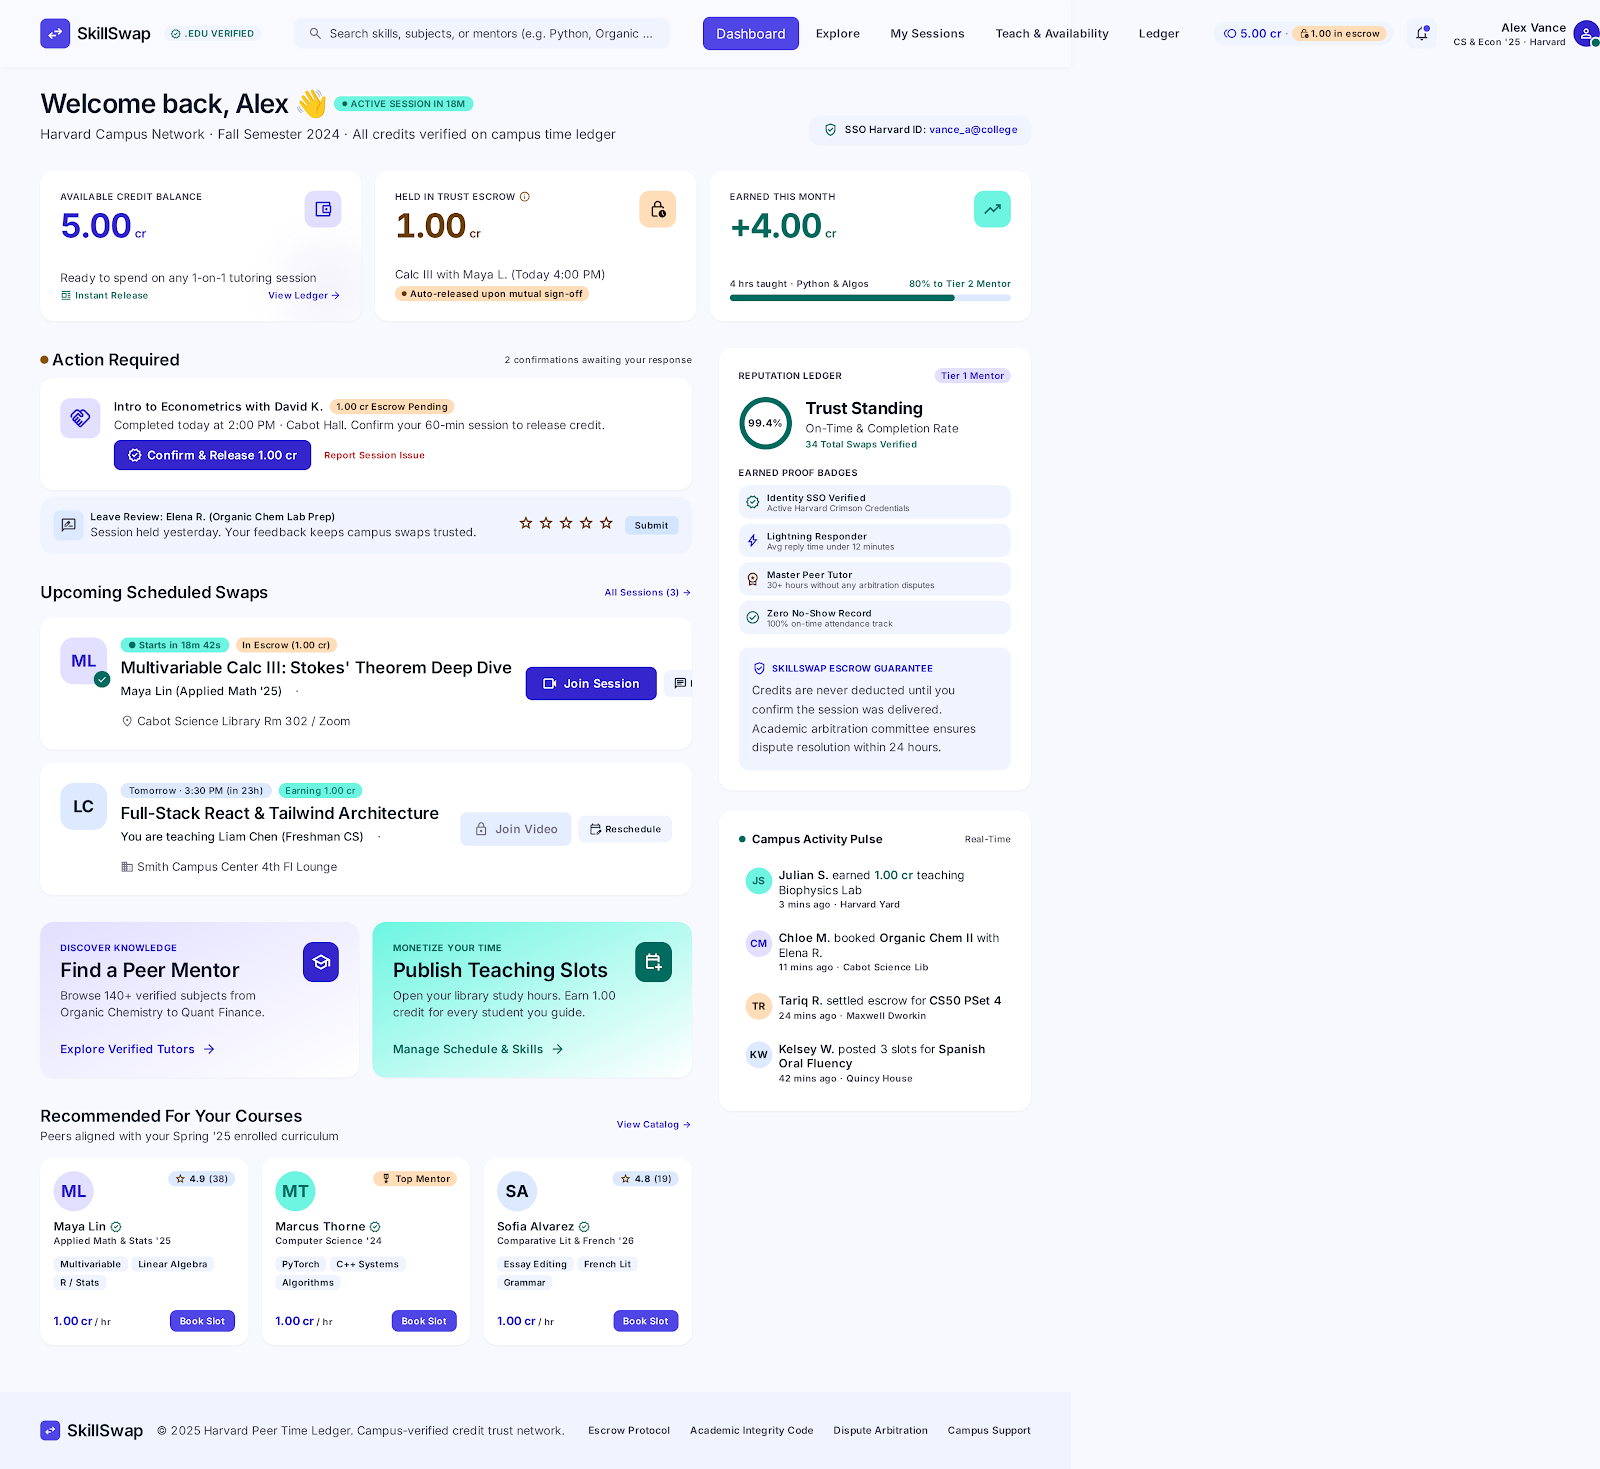 SkillSwap
.EDU VERIFIED
Search skills, subjects, or mentors (e.g. Python, Organic ...
Dashboard
Explore
My Sessions
Teach & Availability
Ledger
5.00 cr ·
1.00 in escrow
Alex Vance
CS & Econ '25 · Harvard
Welcome back, Alex 👋
ACTIVE SESSION IN 18M
Harvard Campus Network · Fall Semester 2024 · All credits verified on campus time ledger
SSO Harvard ID: vance_a@college
AVAILABLE CREDIT BALANCE
5.00 cr
Ready to spend on any 1-on-1 tutoring session
Instant Release
View Ledger →
HELD IN TRUST ESCROW
1.00 cr
Calc III with Maya L. (Today 4:00 PM)
Auto-released upon mutual sign-off
EARNED THIS MONTH
+4.00 cr
4 hrs taught · Python & Algos
80% to Tier 2 Mentor
Action Required
2 confirmations awaiting your response
Intro to Econometrics with David K.
1.00 cr Escrow Pending
Completed today at 2:00 PM · Cabot Hall. Confirm your 60-min session to release credit.
Confirm & Release 1.00 cr
Report Session Issue
Leave Review: Elena R. (Organic Chem Lab Prep)
Session held yesterday. Your feedback keeps campus swaps trusted.
Submit
Upcoming Scheduled Swaps
All Sessions (3) →
ML
Starts in 18m 42s
In Escrow (1.00 cr)
Multivariable Calc III: Stokes' Theorem Deep Dive
Maya Lin (Applied Math '25) ·
Cabot Science Library Rm 302 / Zoom
Join Session
LC
Tomorrow · 3:30 PM (in 23h)
Earning 1.00 cr
Full-Stack React & Tailwind Architecture
You are teaching Liam Chen (Freshman CS) ·
Smith Campus Center 4th Fl Lounge
Join Video
Reschedule
DISCOVER KNOWLEDGE
Find a Peer Mentor
Browse 140+ verified subjects from
Organic Chemistry to Quant Finance.
Explore Verified Tutors →
MONETIZE YOUR TIME
Publish Teaching Slots
Open your library study hours. Earn 1.00
credit for every student you guide.
Manage Schedule & Skills →
Recommended For Your Courses
Peers aligned with your Spring '25 enrolled curriculum
View Catalog →
ML
4.9 (38)
Maya Lin
Applied Math & Stats '25
Multivariable
Linear Algebra
R / Stats
1.00 cr / hr
Book Slot
MT
Top Mentor
Marcus Thorne
Computer Science '24
PyTorch
C++ Systems
Algorithms
1.00 cr / hr
Book Slot
SA
4.8 (19)
Sofia Alvarez
Comparative Lit & French '26
Essay Editing
French Lit
Grammar
1.00 cr / hr
Book Slot
REPUTATION LEDGER
Tier 1 Mentor
99.4%
Trust Standing
On-Time & Completion Rate
34 Total Swaps Verified
EARNED PROOF BADGES
Identity SSO Verified
Active Harvard Crimson Credentials
Lightning Responder
Avg reply time under 12 minutes
Master Peer Tutor
30+ hours without any arbitration disputes
Zero No-Show Record
100% on-time attendance track
SKILLSWAP ESCROW GUARANTEE
Credits are never deducted until you
confirm the session was delivered.
Academic arbitration committee ensures
dispute resolution within 24 hours.
Campus Activity Pulse
Real-Time
JS
Julian S. earned 1.00 cr teaching
Biophysics Lab
3 mins ago · Harvard Yard
CM
Chloe M. booked Organic Chem II with
Elena R.
11 mins ago · Cabot Science Lib
TR
Tariq R. settled escrow for CS50 PSet 4
24 mins ago · Maxwell Dworkin
KW
Kelsey W. posted 3 slots for Spanish
Oral Fluency
42 mins ago · Quincy House
SkillSwap
© 2025 Harvard Peer Time Ledger. Campus-verified credit trust network.
Escrow Protocol
Academic Integrity Code
Dispute Arbitration
Campus Support